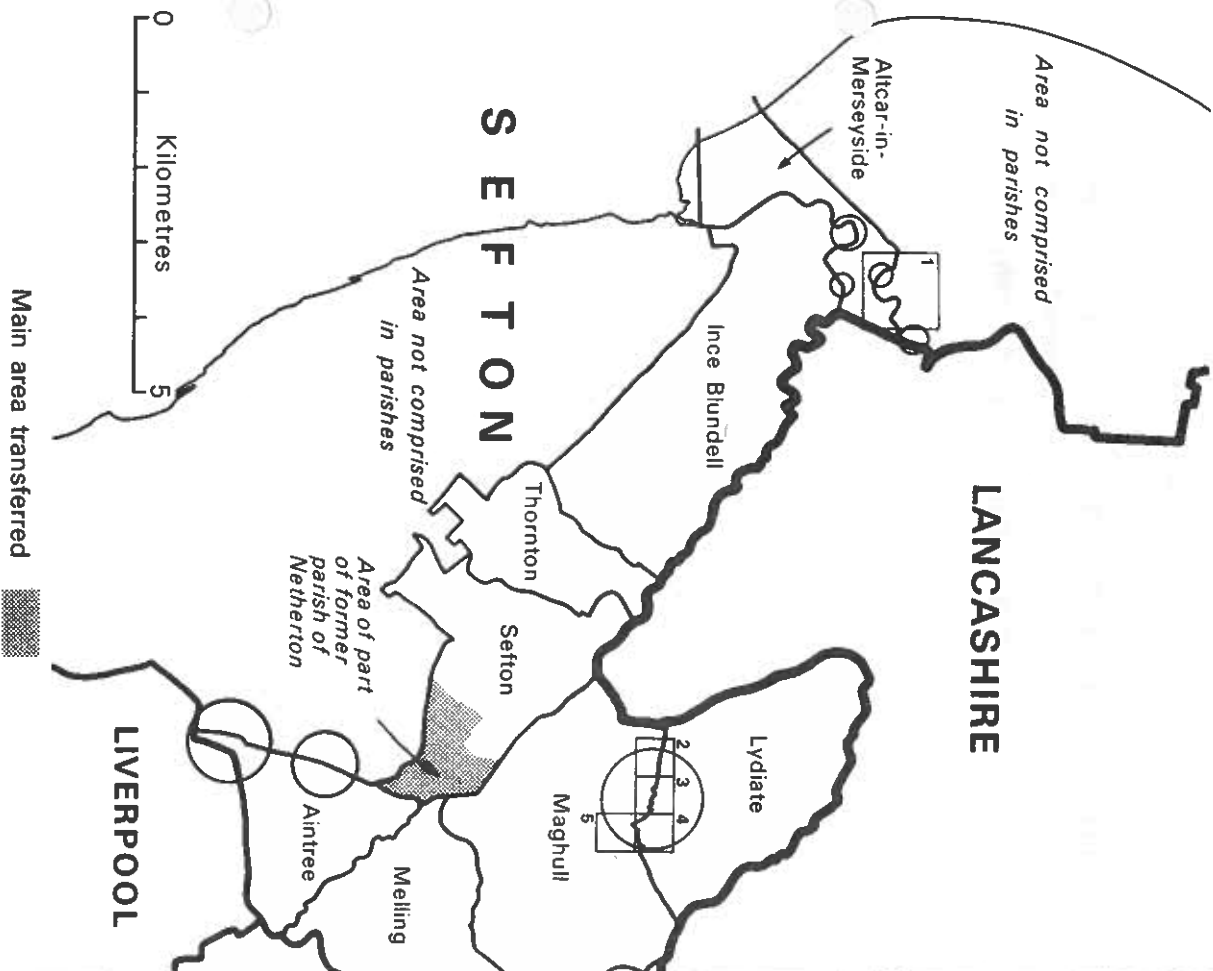 Area not comprised
in parishes
Altcar-in-
Merseyside
1
LANCASHIRE
SEFTON
Ince Blundell
Area not comprised
in parishes
Thornton
Sefton
Lydiate
2
3
4
5
Maghull
Area of part
of former
parish of
Netherton
Aintree
Melling
LIVERPOOL
0
Kilometres
5
Main area transferred